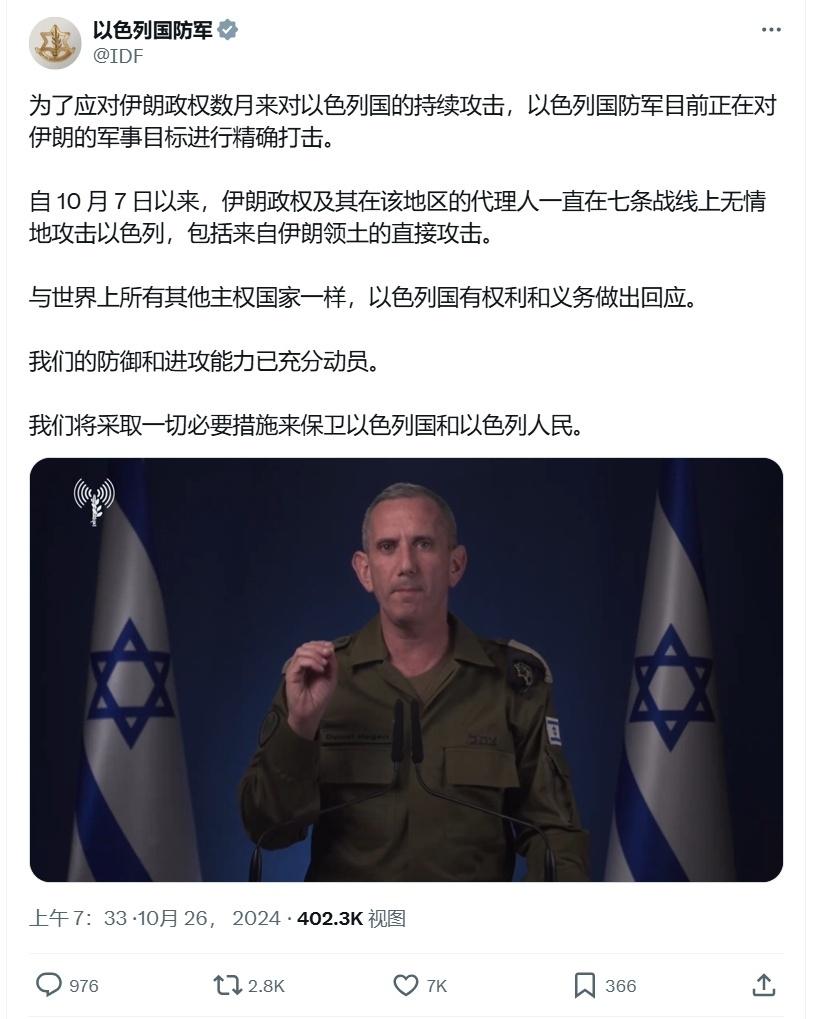 以色列国防军
@IDF
为了应对伊朗政权数月来对以色列国的持续攻击，以色列国防军目前正在对
伊朗的军事目标进行精确打击。
自 10 月 7 日以来，伊朗政权及其在该地区的代理人一直在七条战线上无情
地攻击以色列，包括来自伊朗领土的直接攻击。
与世界上所有其他主权国家一样，以色列国有权利和义务做出回应。
我们的防御和进攻能力已充分动员。
我们将采取一切必要措施来保卫以色列国和以色列人民。
Daniel Hagari
צה"ל
上午 7：33 ·10月 26， 2024 · 402.3K 视图
976
2.8K
7K
366